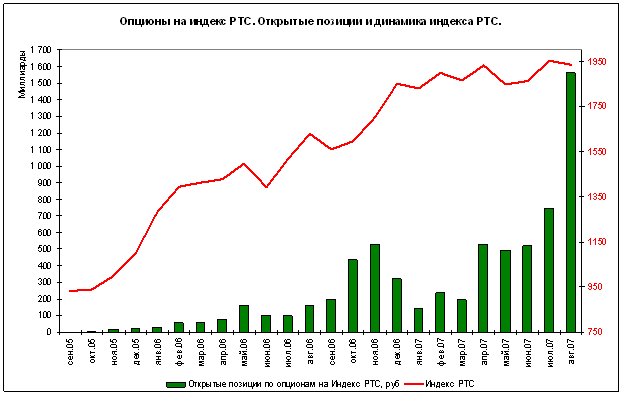 Опционы на индекс РТС. Открытые позиции и динамика индекса РТС.
Миллиарды
1 700
1 600
1 500
1 400
1 300
1 200
1 100
1 000
900
800
700
600
500
400
300
200
100
0
1950
1750
1550
1350
1150
950
750
сен.05
окт.05
ноя.05
дек.05
янв.06
фев.06
мар.06
апр.06
май.06
июн.06
июл.06
авг.06
сен.06
окт.06
ноя.06
дек.06
янв.07
фев.07
мар.07
апр.07
май.07
июн.07
июл.07
авг.07
Открытые позиции по опционам на Индекс РТС, руб
Индекс РТС